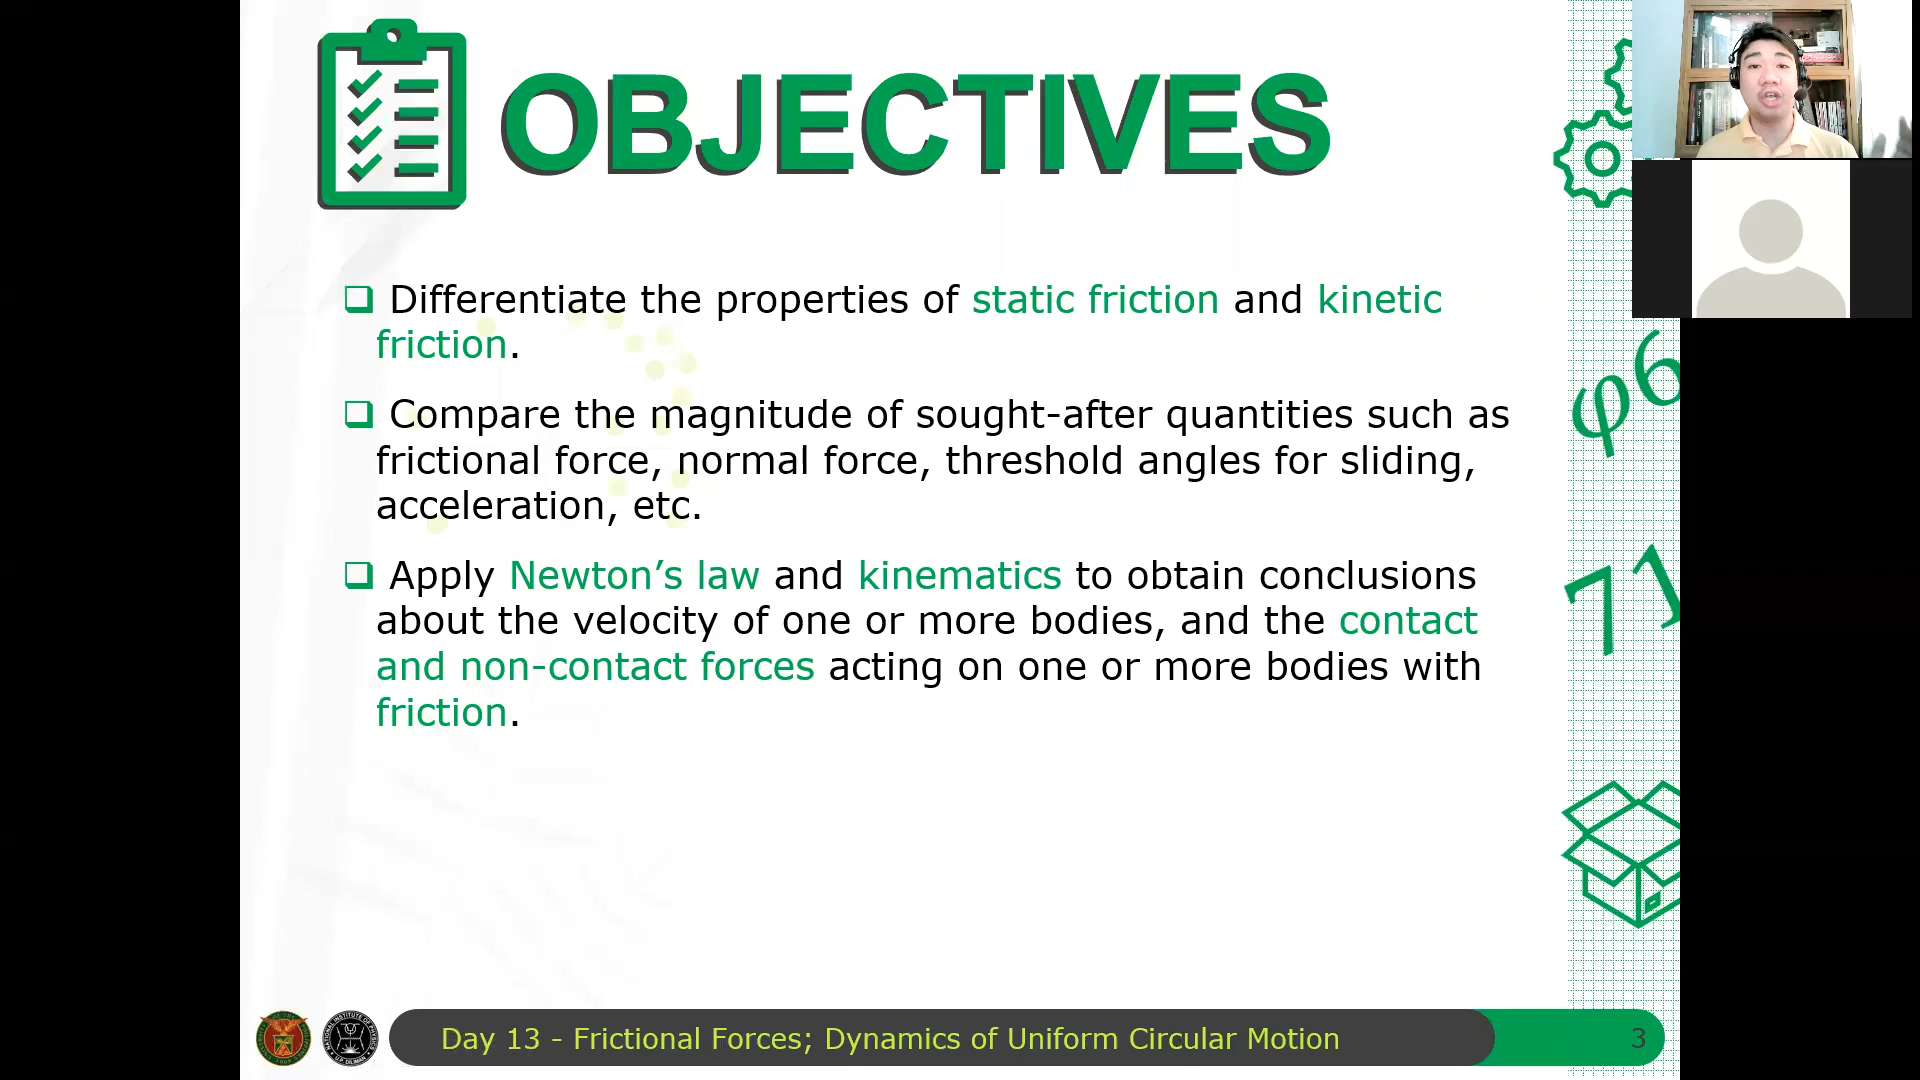 OBJECTIVES
❑ Differentiate the properties of static friction and kinetic
friction.
❑ Compare the magnitude of sought-after quantities such as
frictional force, normal force, threshold angles for sliding,
acceleration, etc.
❑ Apply Newton’s law and kinematics to obtain conclusions
about the velocity of one or more bodies, and the contact
and non-contact forces acting on one or more bodies with
friction.
φ6
71
Day 13 - Frictional Forces; Dynamics of Uniform Circular Motion
3